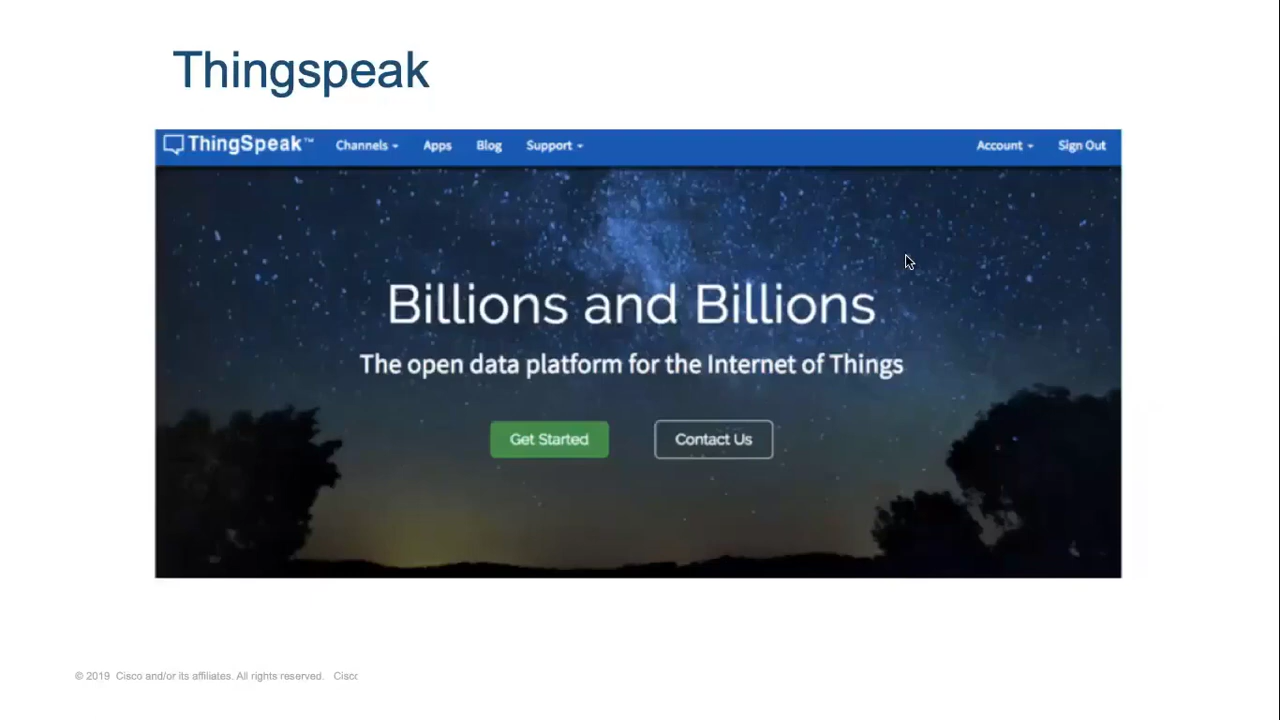 Thingspeak
ThingSpeak™ Channels Apps Blog Support Account Sign Out
Billions and Billions
The open data platform for the Internet of Things
Get Started Contact Us
© 2019 Cisco and/or its affiliates. All rights reserved. Cisc